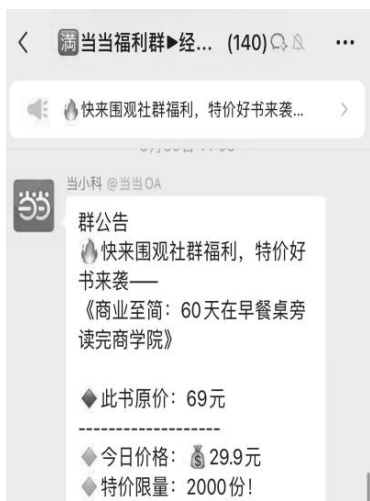 满当当福利群▶经... (140)
🔥快来围观社群福利，特价好书来袭...
当小科 @当当OA
当当
群公告
🔥快来围观社群福利，特价好
书来袭——
《商业至简：60天在早餐桌旁
读完商学院》
◆此书原价：69元
-------------------
◆今日价格：💰29.9元
◆特价限量：2000份！